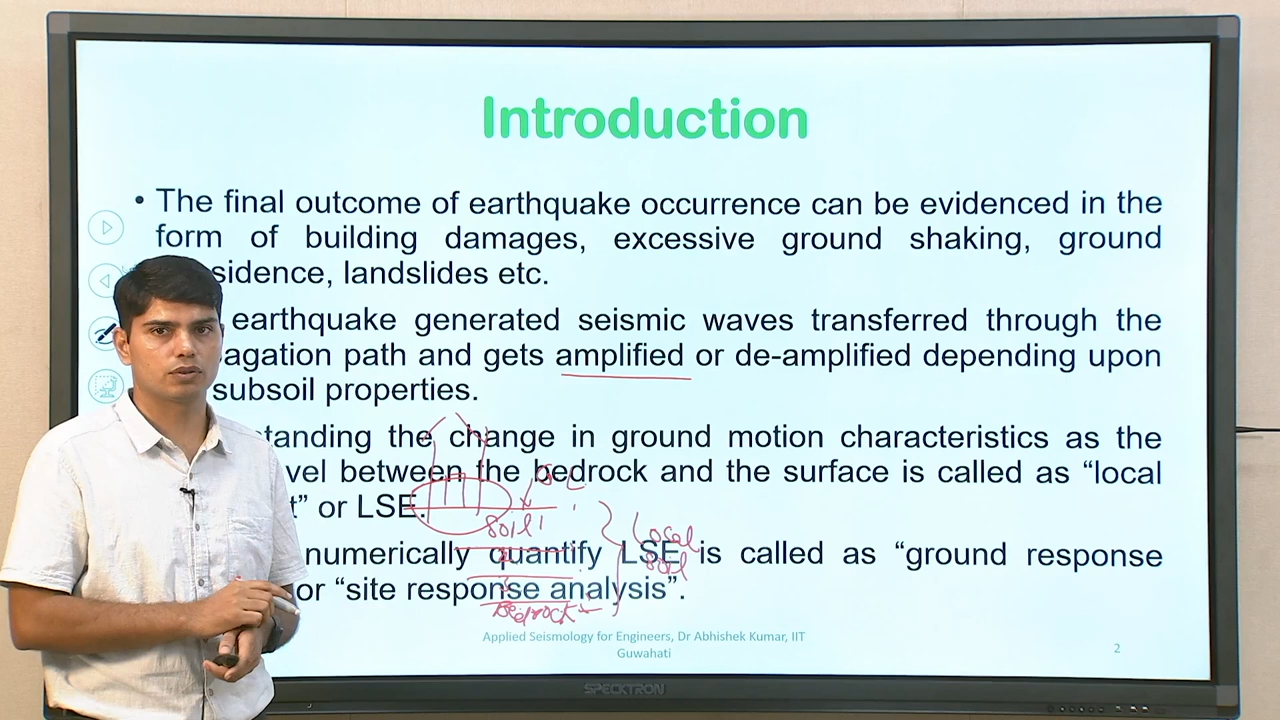 Introduction
• The final outcome of earthquake occurrence can be evidenced in the
form of building damages, excessive ground shaking, ground
sidence, landslides etc.
earthquake generated seismic waves transferred through the
agation path and gets amplified or de-amplified depending upon
subsoil properties.
tanding the change in ground motion characteristics as the
vel between the bedrock and the surface is called as “local
t” or LSE.
soil 1
Local
soil
numerically quantify LSE is called as “ground response
or “site response analysis”.
Bedrock
Applied Seismology for Engineers, Dr Abhishek Kumar, IIT
Guwahati
2
SPECKTRON